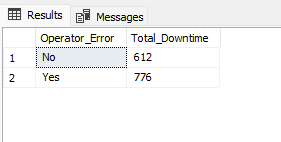 Results Messages
Operator_Error Total_Downtime
1 No 612
2 Yes 776